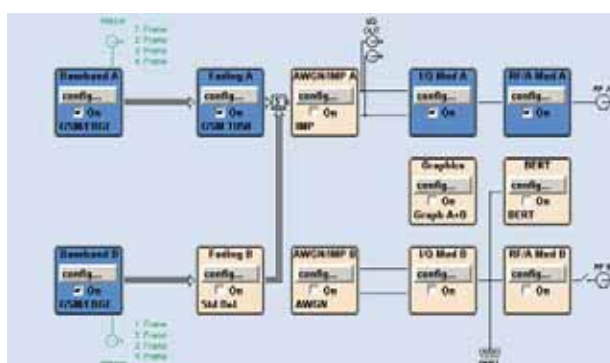 1. Frame
2. Frame
3. Frame
4. Frame
Baseband A
config...
On
GSM/EDGE
Fading A
config...
On
AWGN/IMP A
config...
On
IMP
I/Q Mod A
config...
On
RF/A Mod A
config...
On
RF A
Graphics
config...
On
Graph A+B
BERT
config...
On
BERT
Baseband B
config...
On
GSM/EDGE
Fading B
config...
On
Std Del
AWGN/IMP B
config...
On
AWGN
I/Q Mod B
config...
On
RF/A Mod B
config...
On
1. Frame
2. Frame
3. Frame
4. Frame